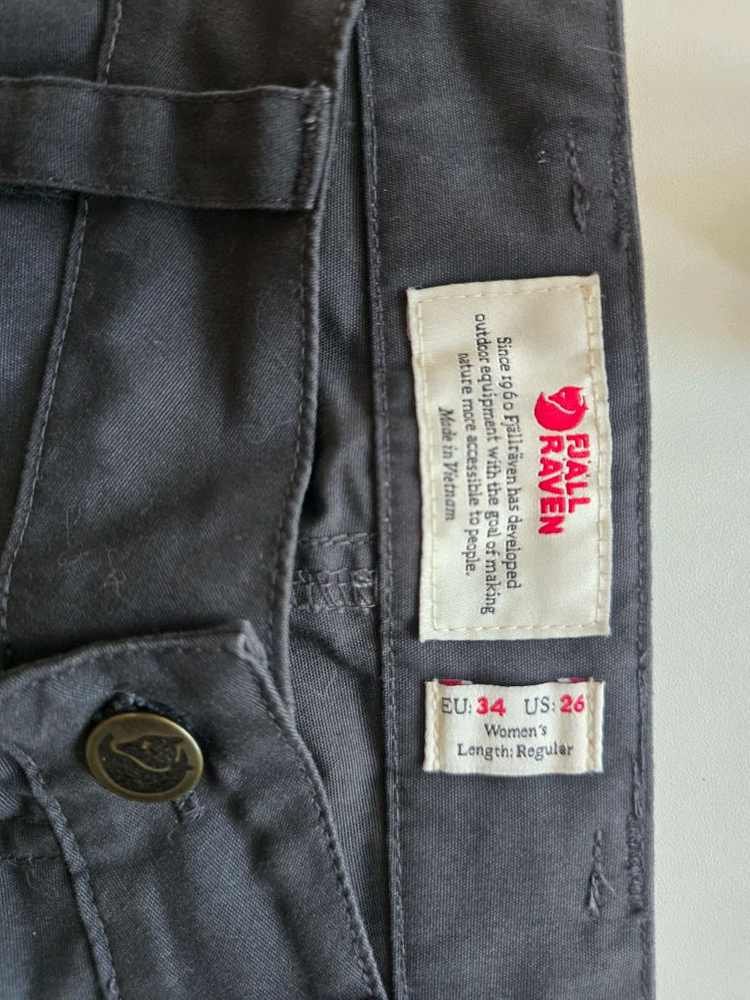 FJÄLL
RÄVEN
Since 1960 Fjällräven has developed
outdoor equipment with the goal of making
nature more accessible to people.
Made in Vietnam
EU: 34 US: 26
Women's
Length: Regular